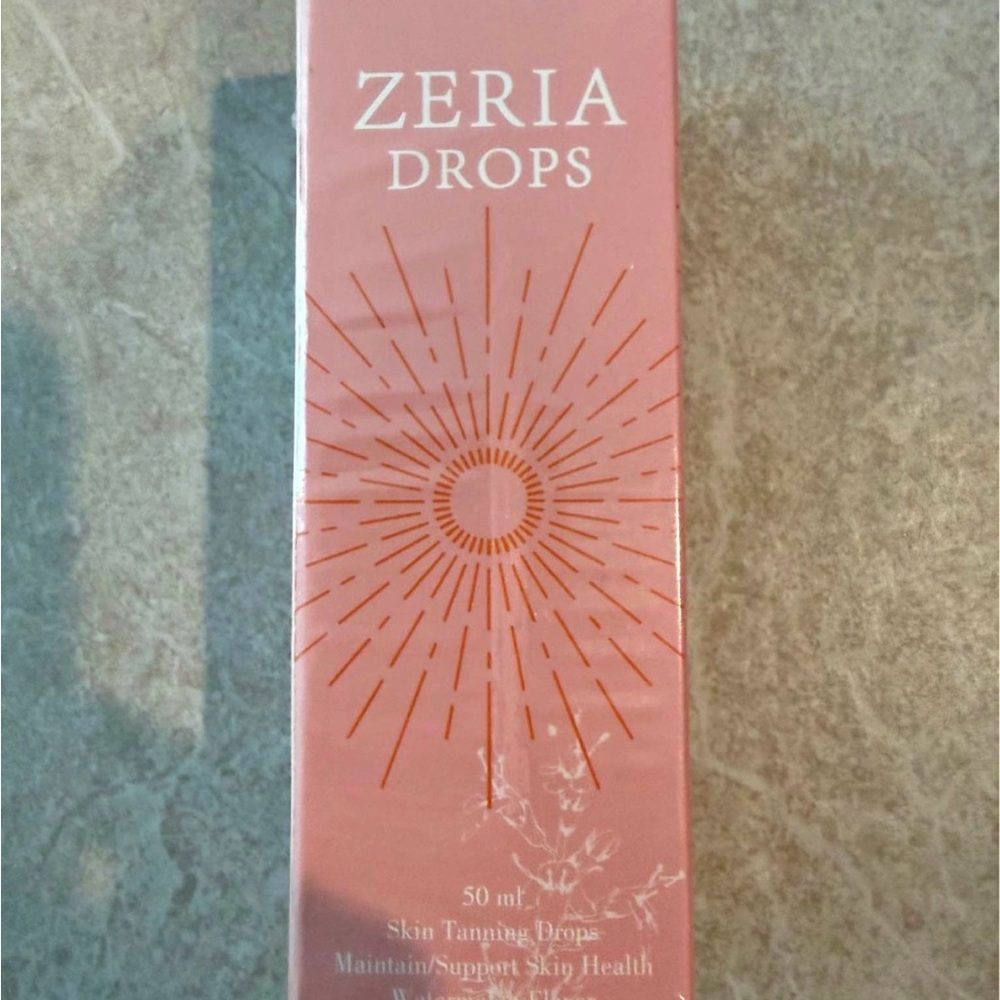 ZERIA
DROPS
50 ml
Skin Tanning Drops
Maintain/Support Skin Health